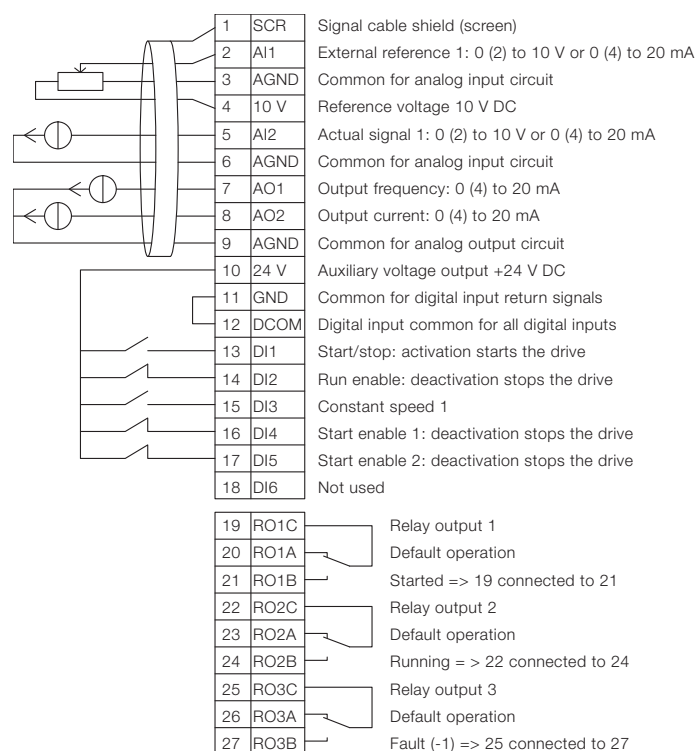 1 SCR Signal cable shield (screen)
2 AI1 External reference 1: 0 (2) to 10 V or 0 (4) to 20 mA
3 AGND Common for analog input circuit
4 10 V Reference voltage 10 V DC
5 AI2 Actual signal 1: 0 (2) to 10 V or 0 (4) to 20 mA
6 AGND Common for analog input circuit
7 AO1 Output frequency: 0 (4) to 20 mA
8 AO2 Output current: 0 (4) to 20 mA
9 AGND Common for analog output circuit
10 24 V Auxiliary voltage output +24 V DC
11 GND Common for digital input return signals
12 DCOM Digital input common for all digital inputs
13 DI1 Start/stop: activation starts the drive
14 DI2 Run enable: deactivation stops the drive
15 DI3 Constant speed 1
16 DI4 Start enable 1: deactivation stops the drive
17 DI5 Start enable 2: deactivation stops the drive
18 DI6 Not used
19 RO1C Relay output 1
20 RO1A Default operation
21 RO1B Started => 19 connected to 21
22 RO2C Relay output 2
23 RO2A Default operation
24 RO2B Running = > 22 connected to 24
25 RO3C Relay output 3
26 RO3A Default operation
27 RO3B Fault (-1) => 25 connected to 27